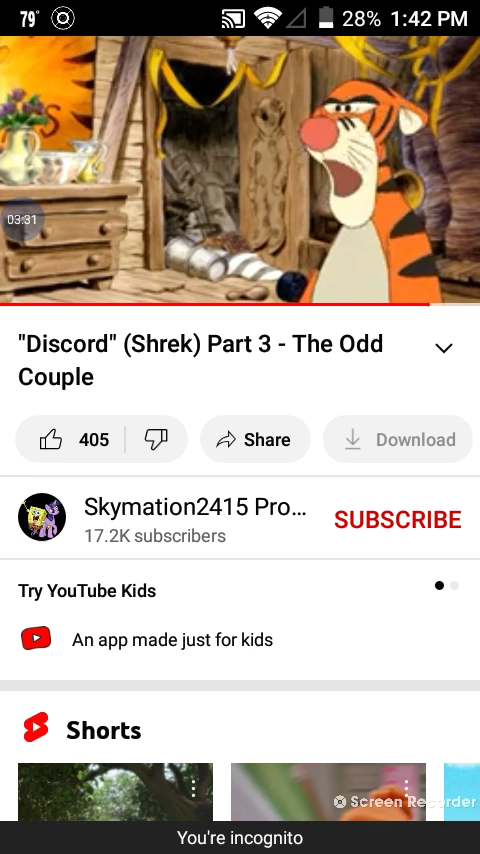 79°
28% 1:42 PM
03:31
"Discord" (Shrek) Part 3 - The Odd
Couple
405
Share
Download
Skymation2415 Pro...
17.2K subscribers
SUBSCRIBE
Try YouTube Kids
An app made just for kids
Shorts
Screen Recorder
You're incognito